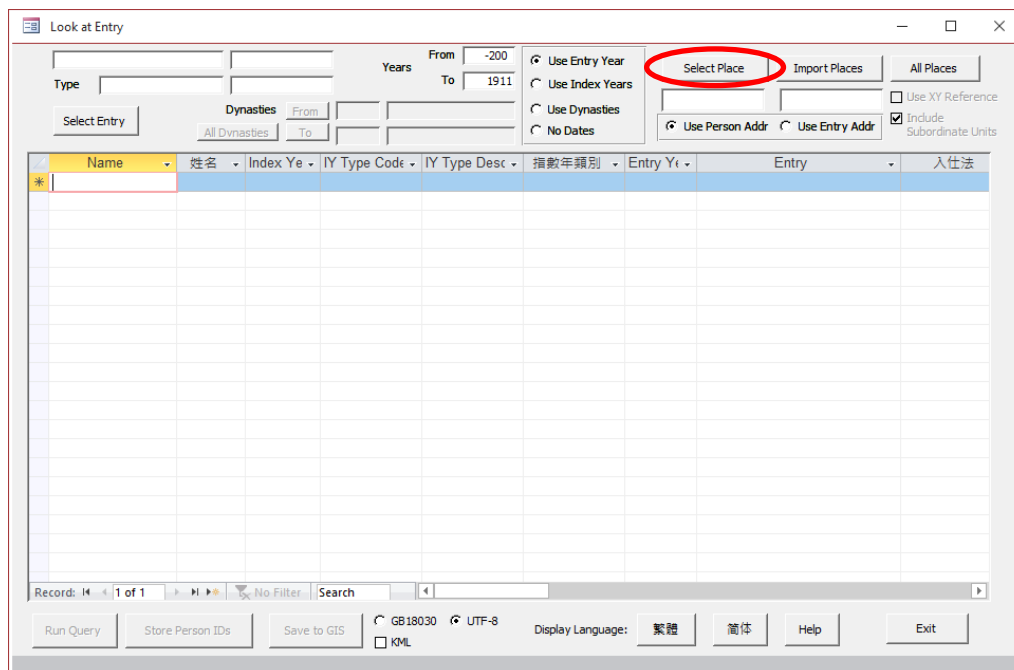 Look at Entry
From -200
Years
To 1911
Type
Select Entry
Dynasties From
All Dynasties To
Use Entry Year
Use Index Years
Use Dynasties
No Dates
Select Place Import Places All Places
Use XY Reference
Include
Subordinate Units
Use Person Addr Use Entry Addr
Name 姓名 Index Ye IY Type Code IY Type Desc 指數年類別 Entry Ye Entry 入仕法
Record: 1 of 1 No Filter Search
Run Query Store Person IDs Save to GIS GB18030 UTF-8 Display Language: 繁體 简体 Help Exit
KML